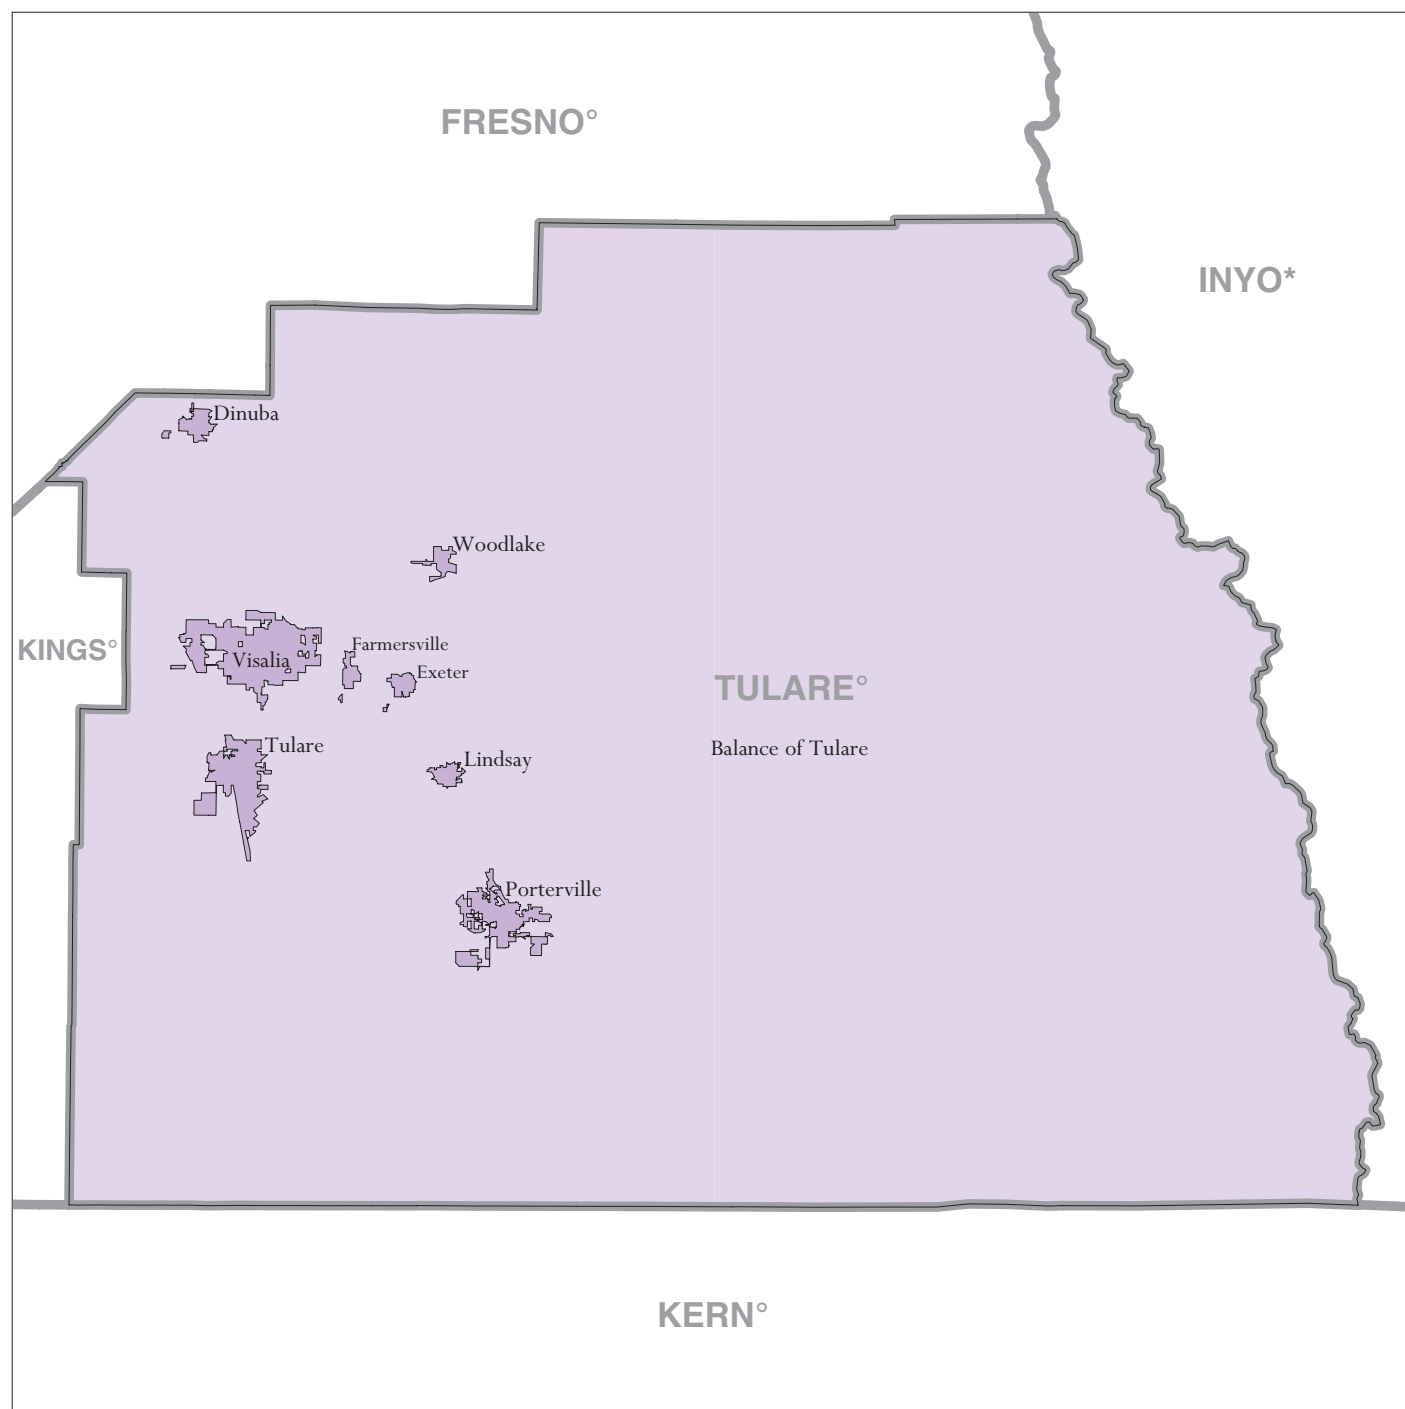 FRESNO°
INYO*
Dinuba
Woodlake
KINGS°
Farmersville
Visalia
Exeter
TULARE°
Tulare
Balance of Tulare
Lindsay
Porterville
KERN°